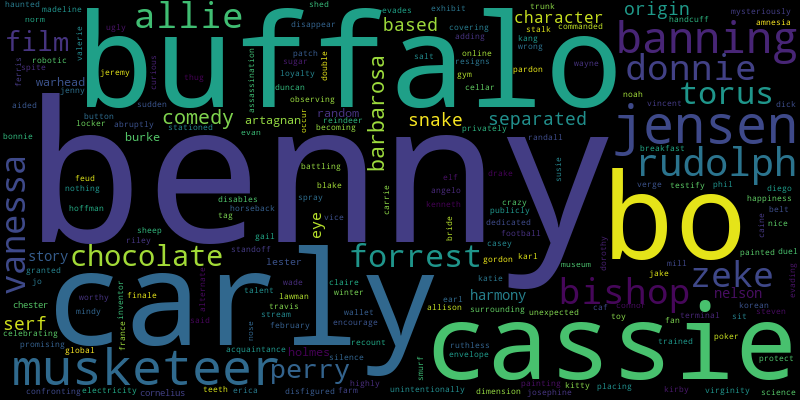 haunted madeline
norm
ugly
valerie
allie
shed evades exhibit trunk mysteriously
disappear stalk commanded amnesia
based
character
origin
handcuff
buffalo
film
robotic
ferris
spite
warhead
jenny
jeremy
curious
thug
assassination
patch
sugar
loyalty
duncan
observing
double
covering
adding
salt
online
resigns
gym
cellar
kang
wrong
wayne
pardon
banning
donnie
torus
noah
vincent
dick
aided
button
sudden
comedy
locker
abruptly
stationed
artagnan
random
reindeer
becoming
occur
evan
barbarosa
snake
separated
privately
randall
jensen
bonnie
burke
battling
breakfast
rudolph
vanessa
feud
nothing
hoffman
disables
tag
horseback
blake
spray
vice
eye
carrie
elf
angelo
kenneth
drake
susie
verge
testify
phil
diego
happiness
belt
nice
caine
benny
bo
crazy
publicly
dedicated
football
bride
casey
sheep
riley
gail
standoff
story
granted
jo
chocolate
lester
forrest
gordon
karl
museum
dorothy
mill
jake
painted
duel
zeke
evading
katie
talent
wade
claire
winter
lawman
travis
alternate
paid
stream
february
nose
wallet
encourage
earl
allison
harmony
surrounding
unexpected
bishop
car
connor
toy
nelson
korean
steven
terminal
sit
fan
poker
trained
protect
chester
worthy
mindy
finale
inventor
france
serf
celebrating
promising
global
carly
acquaintance
holmes
recount
silence
smurf
ruthless
envelope
cassie
musketeer
perry
highly
confronting
electricity
cornelius
teeth
erica
disfigured
farm
unintentionally
dimension
painting
josephine
kitty
placing
kirby
virginity
science